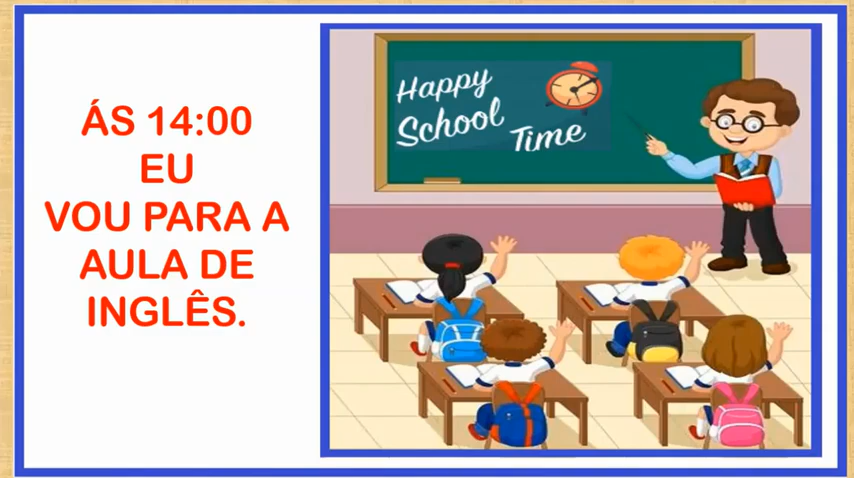 ÁS 14:00
EU
VOU PARA A
AULA DE
INGLÊS.
Happy
School
Time